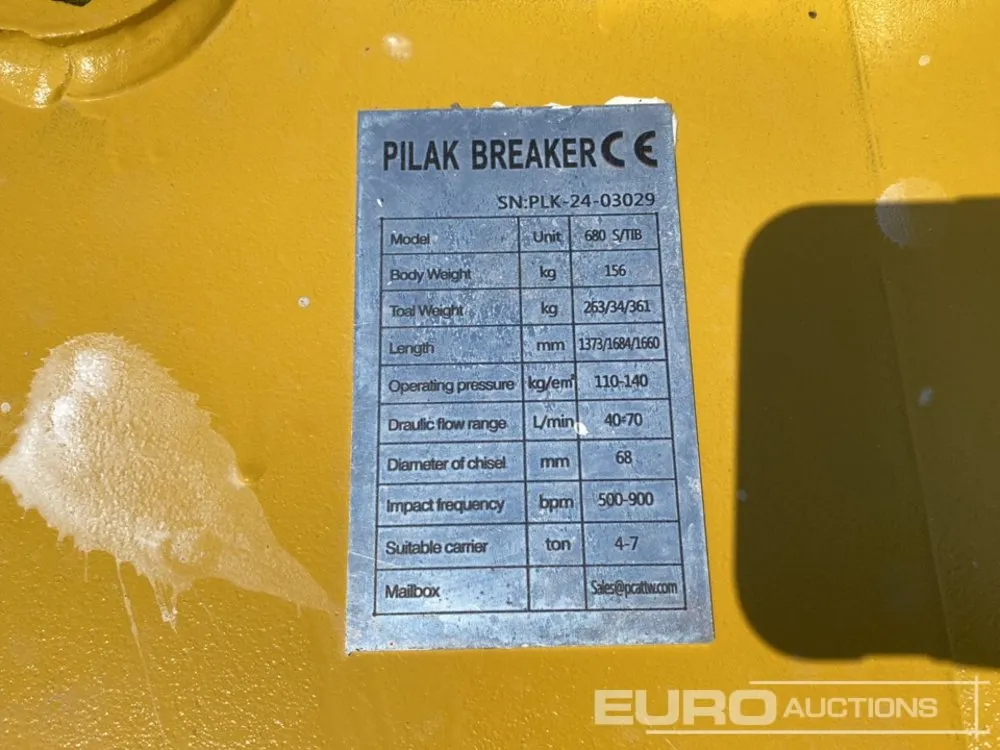 PILAK BREAKER CE
SN:PLK-24-03029
Model Unit 680 S/TIB
Body Weight kg 156
Toal Weight kg 263/34/361
Length mm 1373/1684/1660
Operating pressure kg/em² 110-140
Draulic flow range L/min 40-70
Diameter of chisel mm 68
Impact frequency bpm 500-900
Suitable carrier ton 4-7
Mailbox Sales@pcattw.com
EURO AUCTIONS